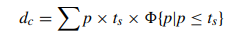 d_c = ∑ p × t_s × Φ{p|p ≤ t_s}